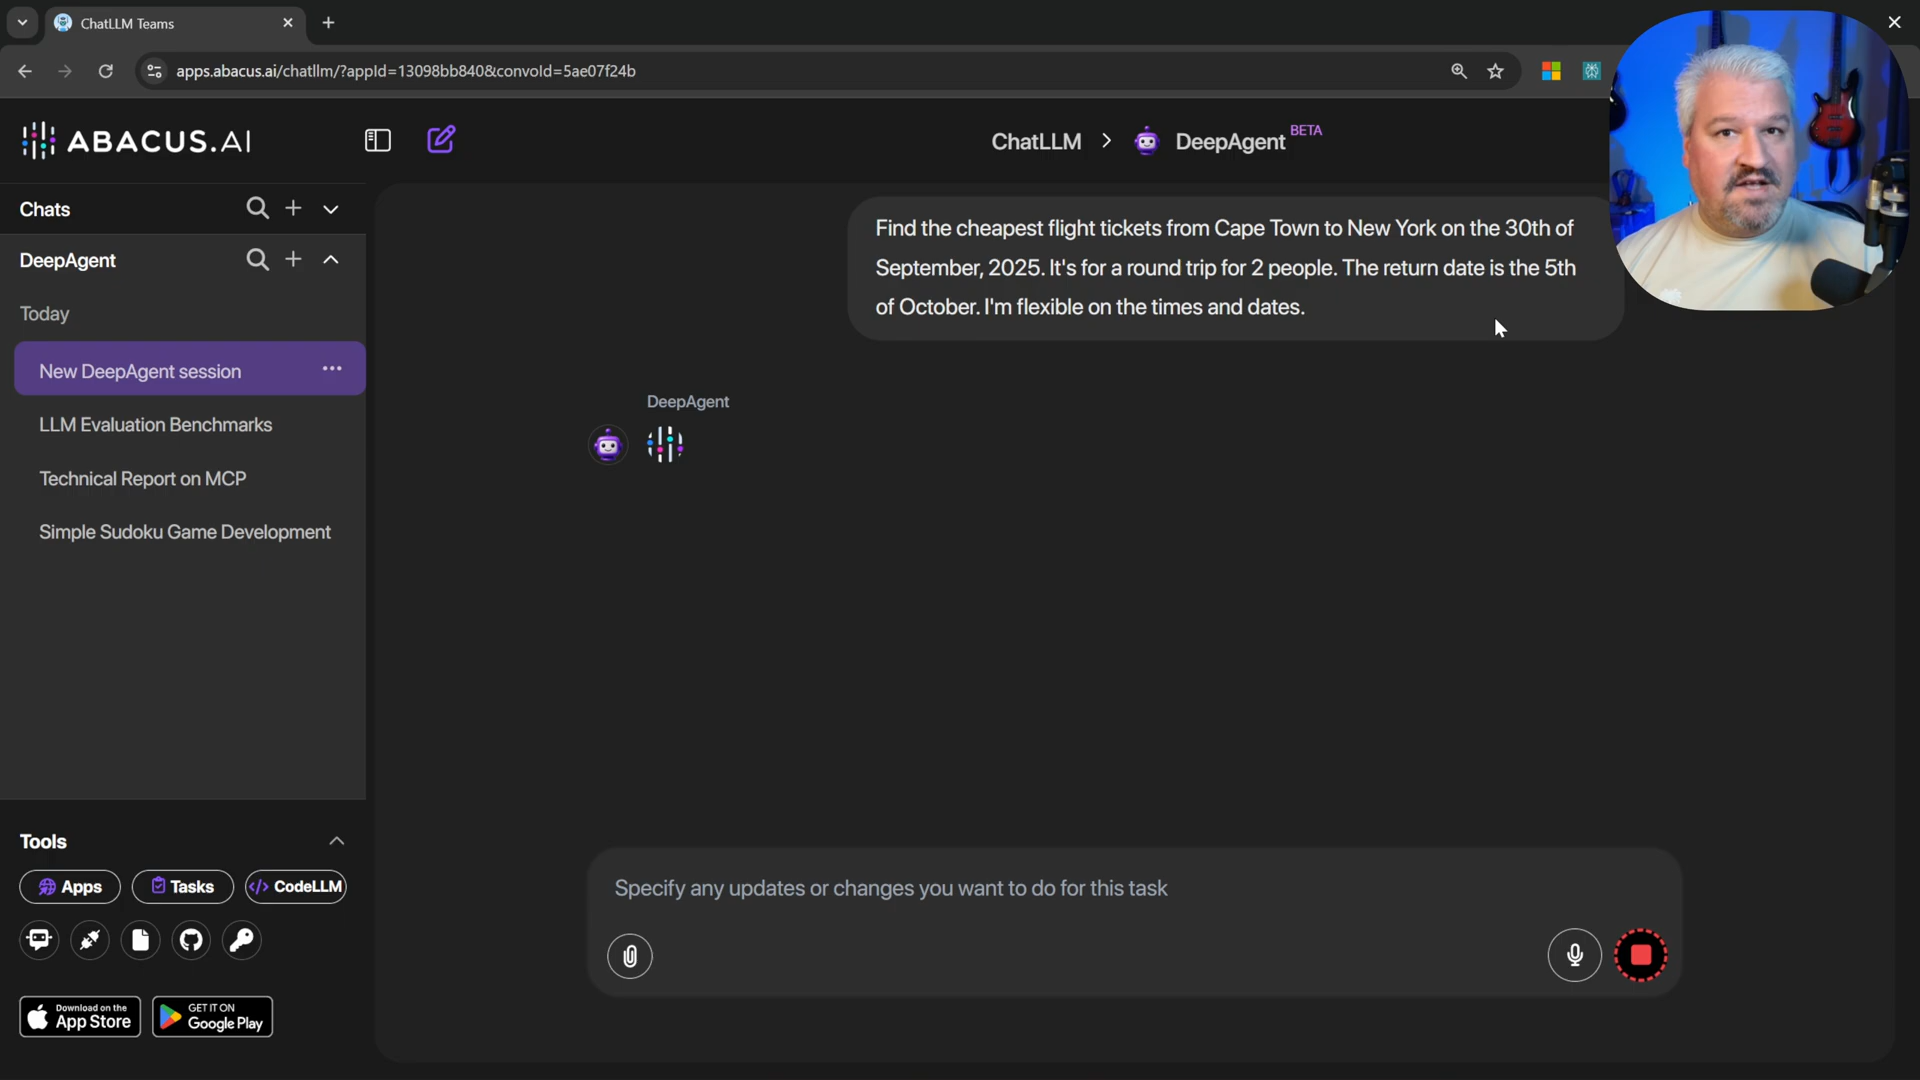 ChatLLM Teams
apps.abacus.ai/chatllm/?appId=13098bb840&convoId=5ae07f24b
ABACUS.AI
ChatLLM > DeepAgent BETA
Chats
DeepAgent
Today
New DeepAgent session
LLM Evaluation Benchmarks
Technical Report on MCP
Simple Sudoku Game Development
Find the cheapest flight tickets from Cape Town to New York on the 30th of
September, 2025. It's for a round trip for 2 people. The return date is the 5th
of October. I'm flexible on the times and dates.
DeepAgent
Tools
Apps
Tasks
</> CodeLLM
Download on the
App Store
GET IT ON
Google Play
Specify any updates or changes you want to do for this task